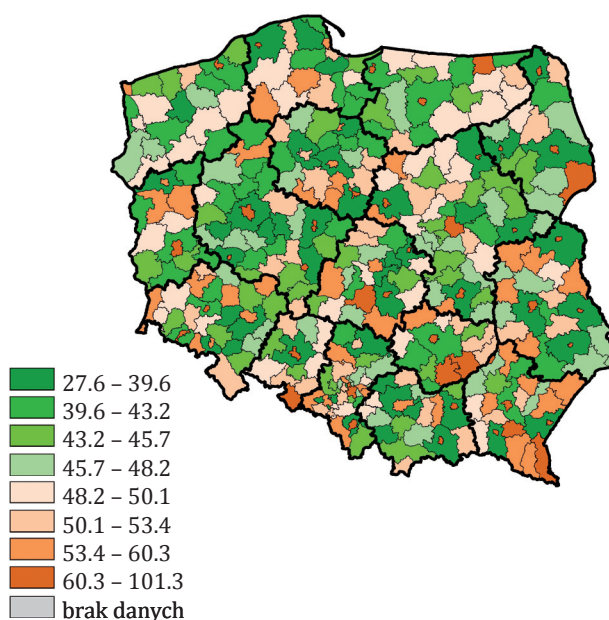 27.6 – 39.6
39.6 – 43.2
43.2 – 45.7
45.7 – 48.2
48.2 – 50.1
50.1 – 53.4
53.4 – 60.3
60.3 – 101.3
brak danych